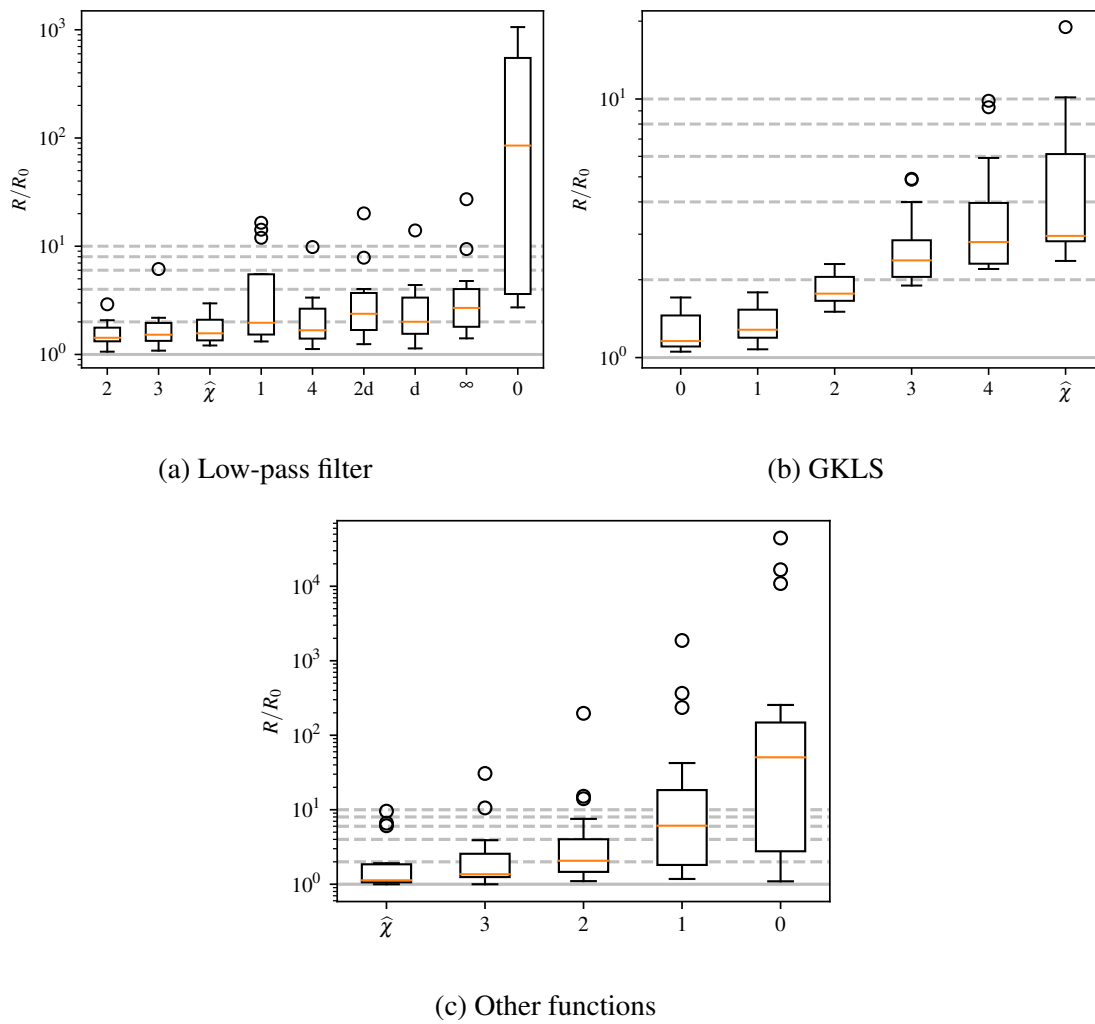 10³
10²
10¹
10⁰
R/R₀
2 3 χ̂ 1 4 2d d ∞ 0
(a) Low-pass filter
10¹
10⁰
R/R₀
0 1 2 3 4 χ̂
(b) GKLS
10⁴
10³
10²
10¹
10⁰
R/R₀
χ̂ 3 2 1 0
(c) Other functions